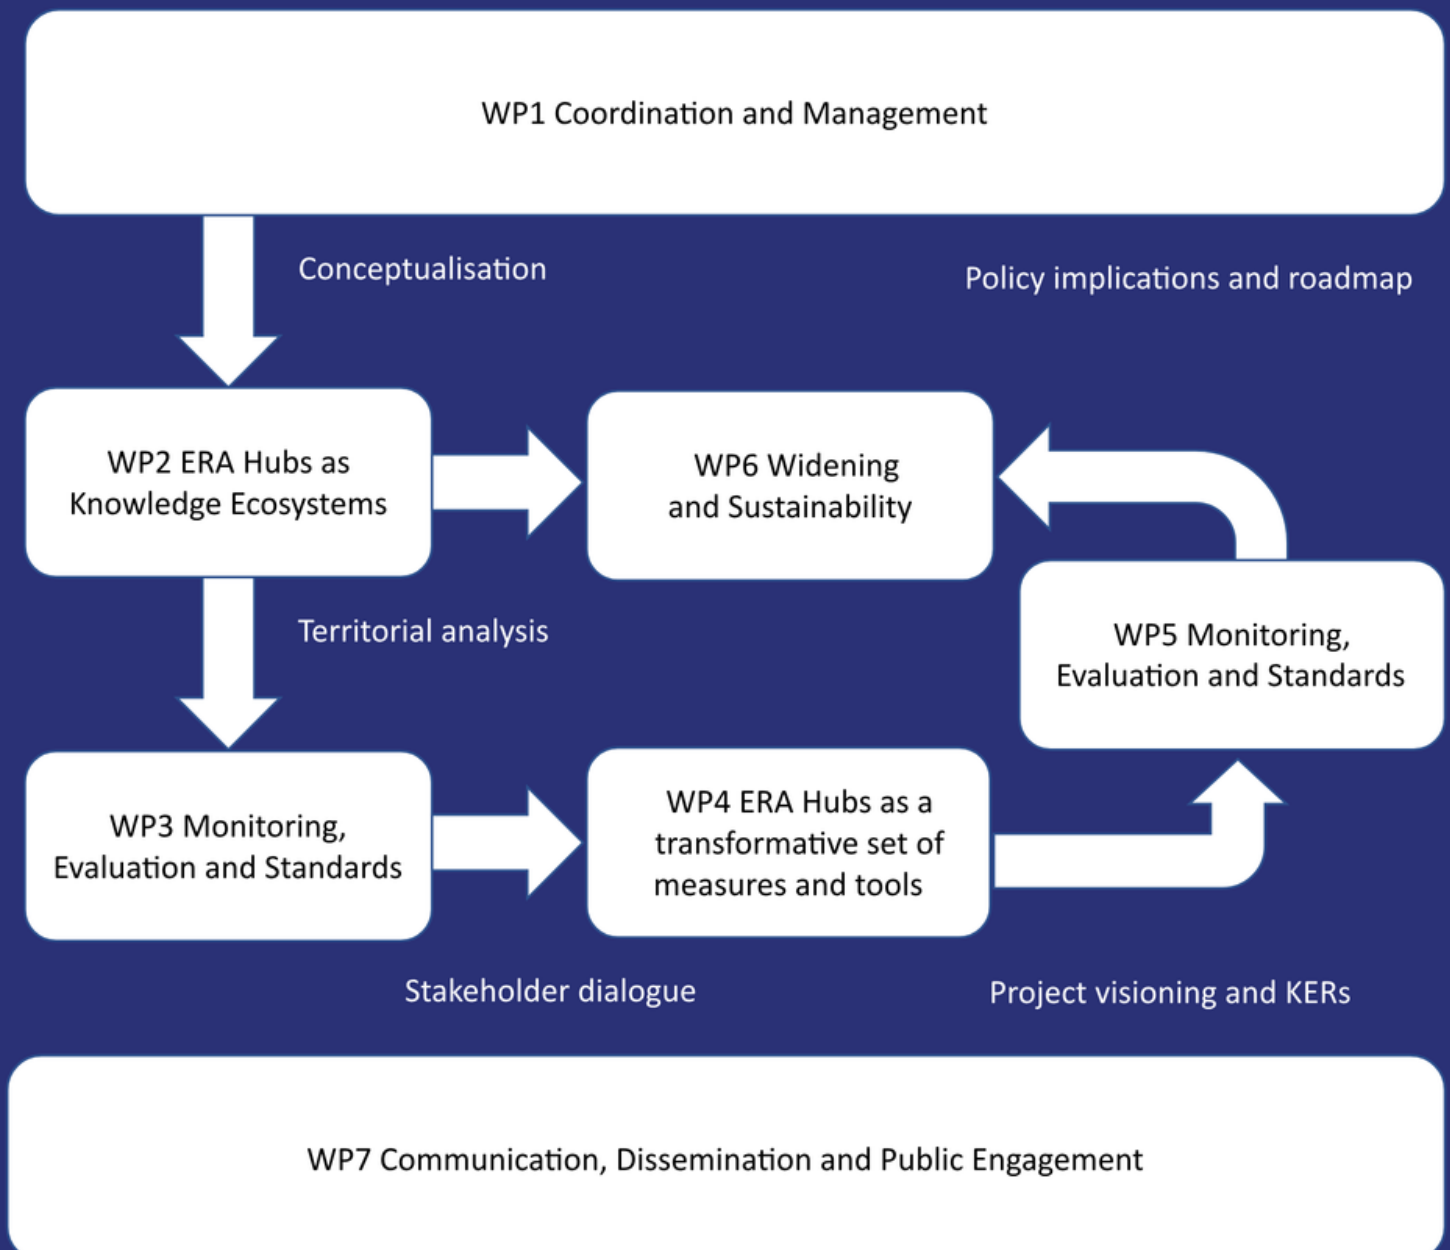 WP1 Coordination and Management
Conceptualisation
Policy implications and roadmap
WP2 ERA Hubs as
Knowledge Ecosystems
WP6 Widening
and Sustainability
Territorial analysis
WP5 Monitoring,
Evaluation and Standards
WP3 Monitoring,
Evaluation and Standards
WP4 ERA Hubs as a
transformative set of
measures and tools
Stakeholder dialogue
Project visioning and KERs
WP7 Communication, Dissemination and Public Engagement